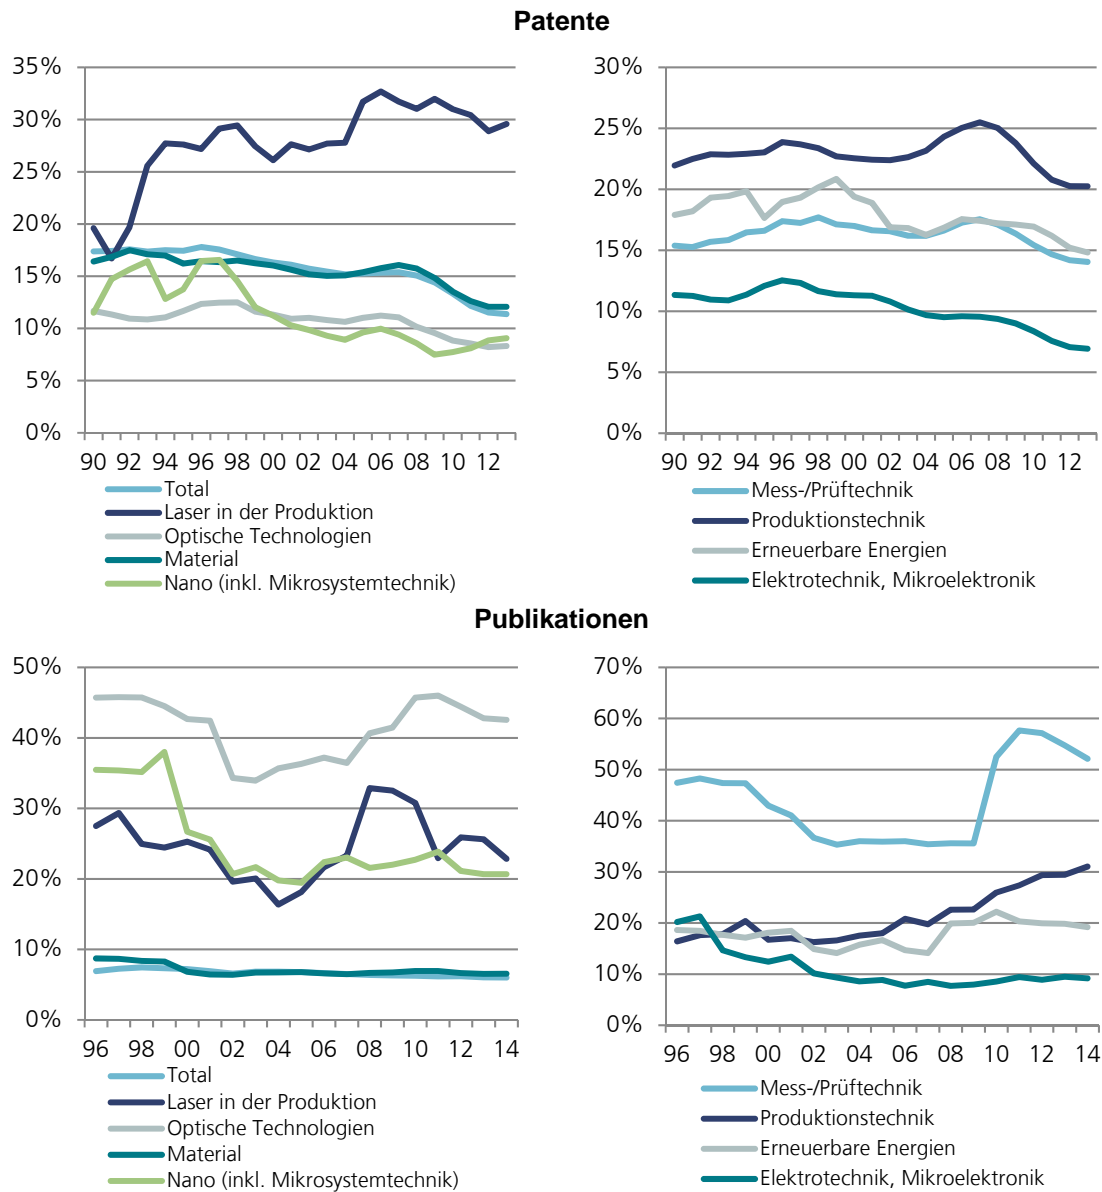 Patente
35%
30%
25%
20%
15%
10%
5%
0%
90 92 94 96 98 00 02 04 06 08 10 12
Total
Laser in der Produktion
Optische Technologien
Material
Nano (inkl. Mikrosystemtechnik)
30%
25%
20%
15%
10%
5%
0%
90 92 94 96 98 00 02 04 06 08 10 12
Mess-/Prüftechnik
Produktionstechnik
Erneuerbare Energien
Elektrotechnik, Mikroelektronik
Publikationen
50%
40%
30%
20%
10%
0%
96 98 00 02 04 06 08 10 12 14
Total
Laser in der Produktion
Optische Technologien
Material
Nano (inkl. Mikrosystemtechnik)
70%
60%
50%
40%
30%
20%
10%
0%
96 98 00 02 04 06 08 10 12 14
Mess-/Prüftechnik
Produktionstechnik
Erneuerbare Energien
Elektrotechnik, Mikroelektronik